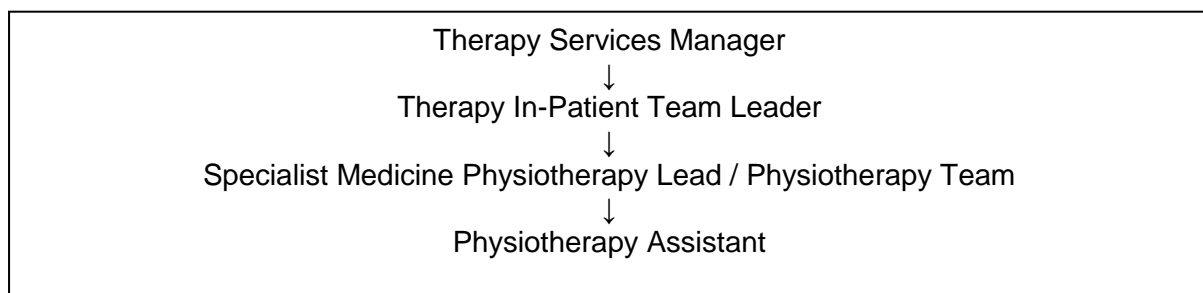 Therapy Services Manager
↓
Therapy In-Patient Team Leader
↓
Specialist Medicine Physiotherapy Lead / Physiotherapy Team
↓
Physiotherapy Assistant